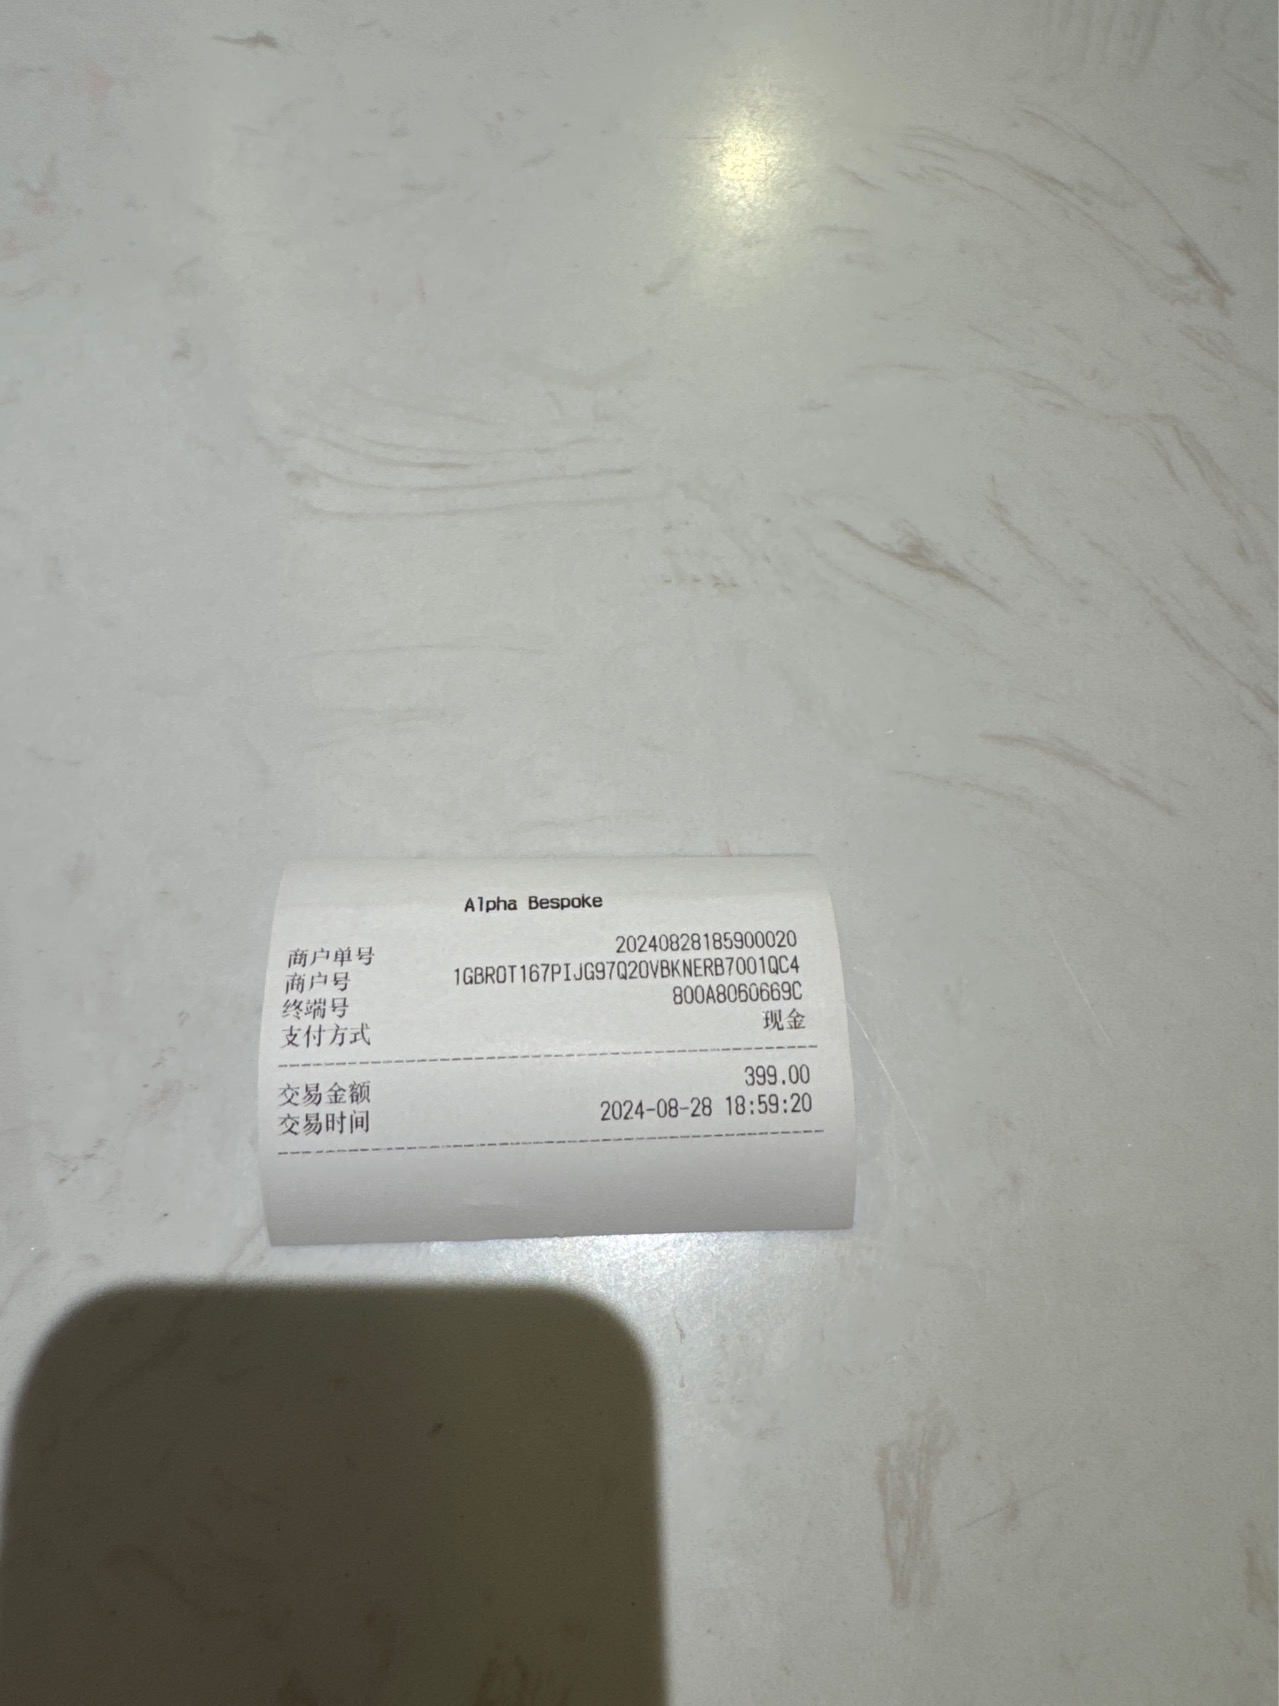 Alpha Bespoke
商户单号 20240828185900020
商户号 1GBROT167PIJG97Q20VBKNERB7001QC4
终端号 800A8060669C
支付方式 现金
交易金额 399.00
交易时间 2024-08-28 18:59:20